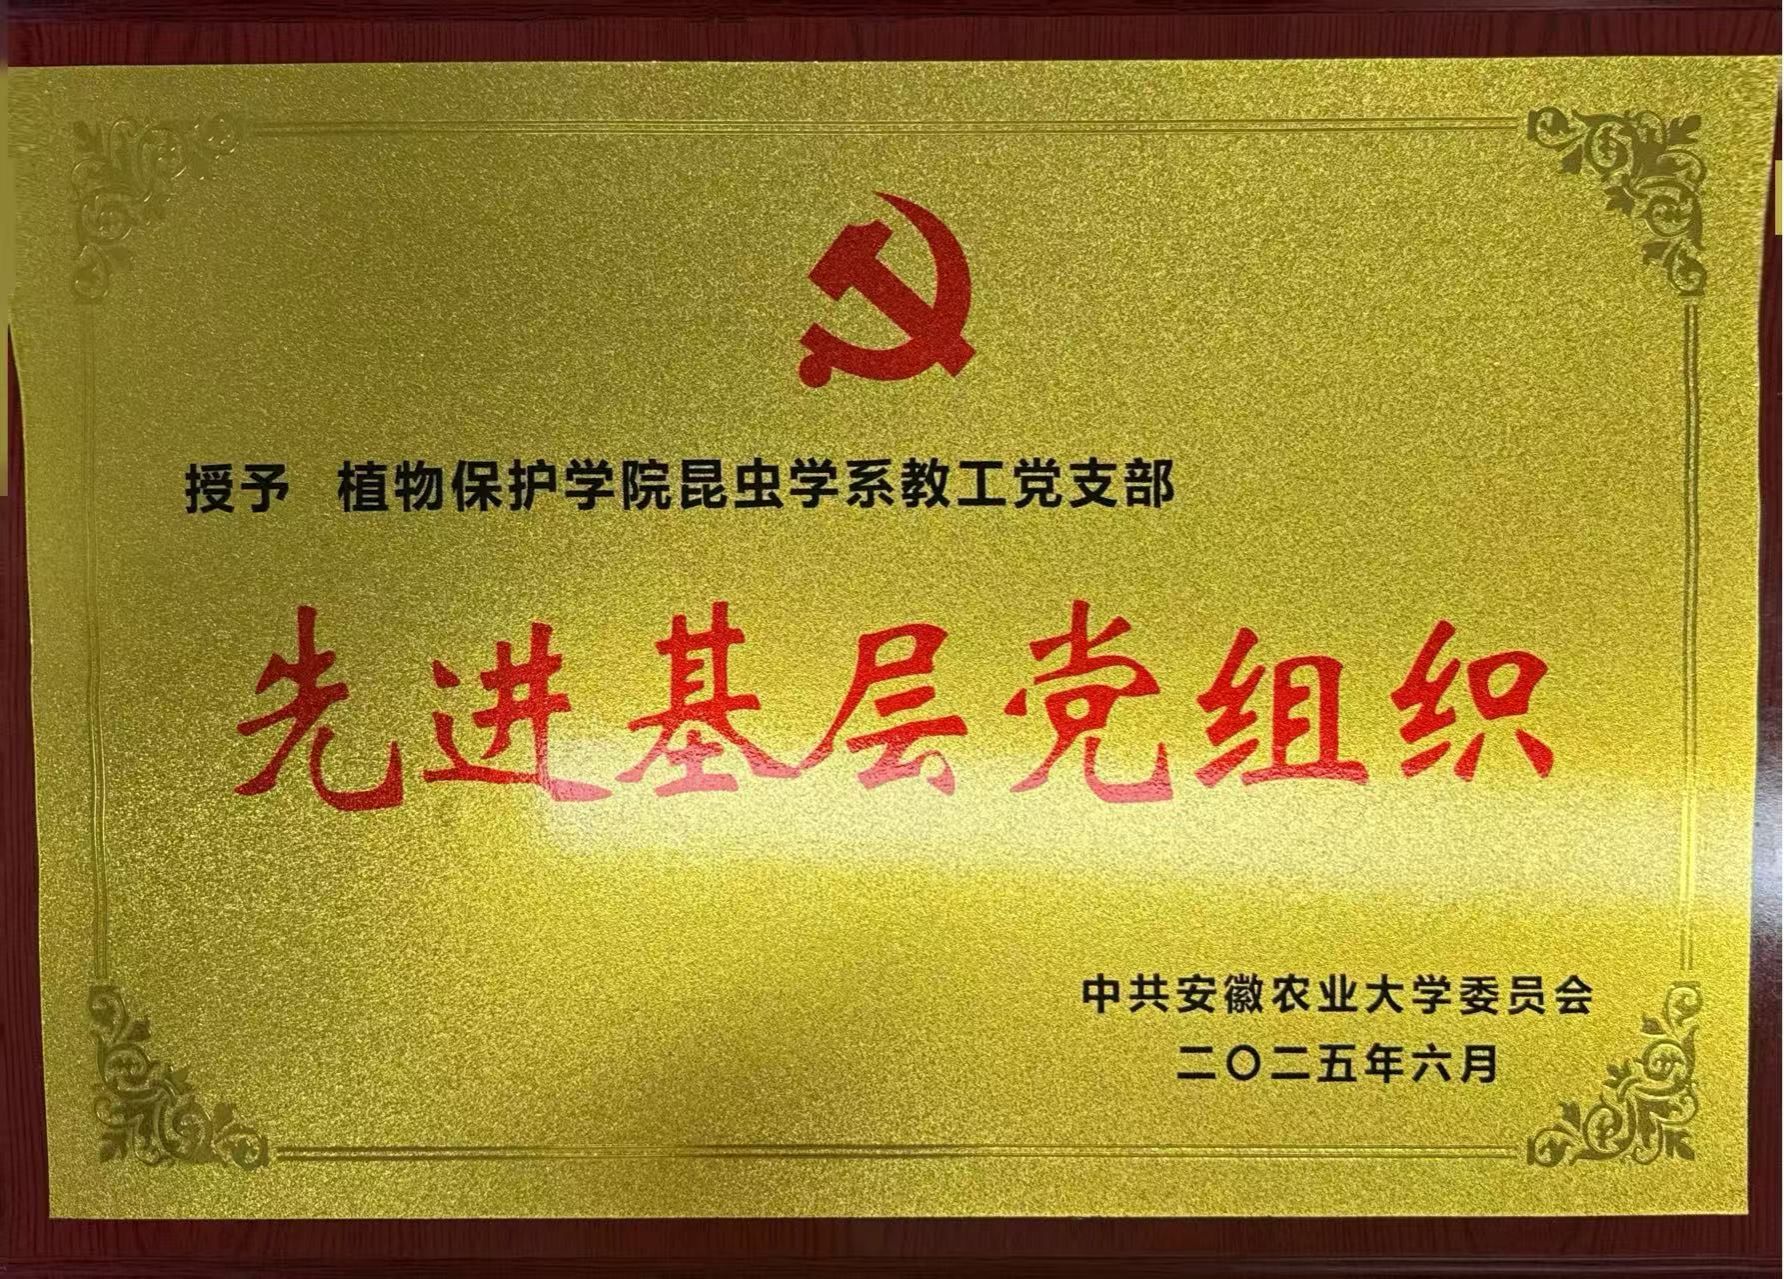 授予 植物保护学院昆虫学系教工党支部
先进基层党组织
中共安徽农业大学委员会
二〇二五年六月